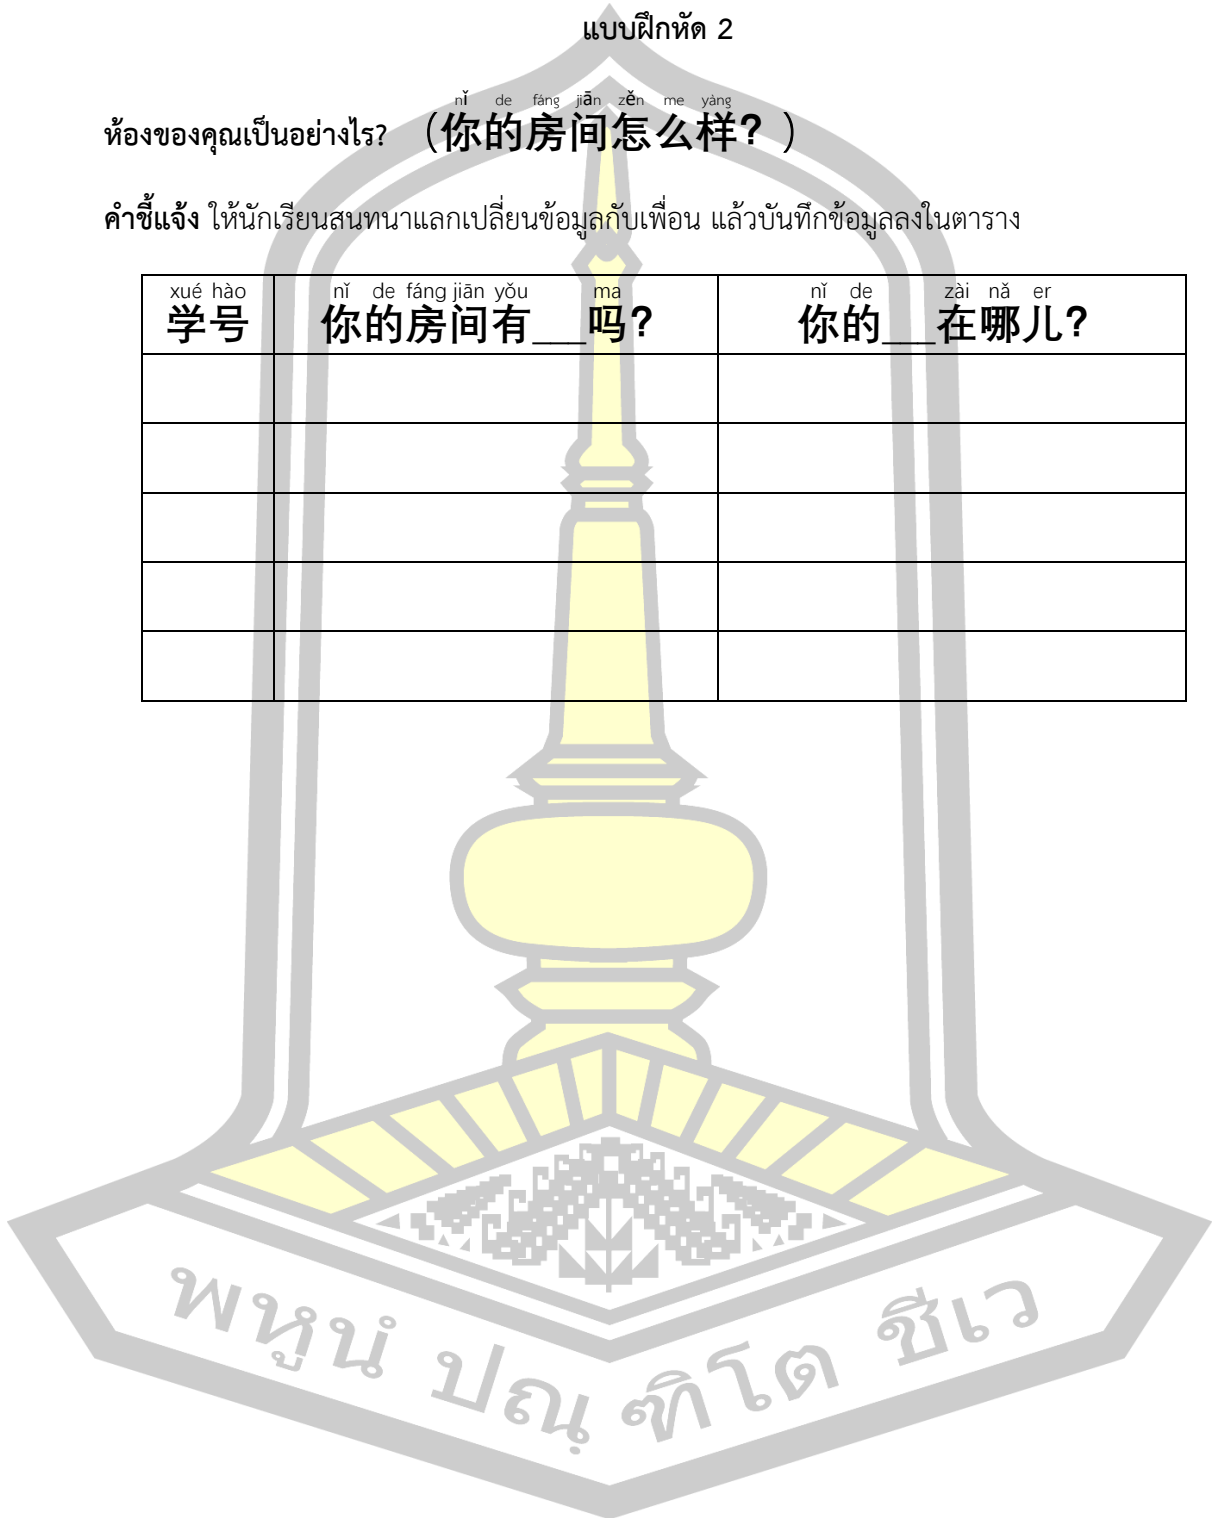 แบบฝึกหัด 2
nǐ de fáng jiān zěn me yàng
ห้องของคุณเป็นอย่างไร? （你的房间怎么样? ）
คำชี้แจ้ง ให้นักเรียนสนทนาแลกเปลี่ยนข้อมูลกับเพื่อน แล้วบันทึกข้อมูลลงในตาราง
xué hào nǐ de fáng jiān yǒu ma nǐ de zài nǎ er
学号 你的房间有___吗? 你的___在哪儿?
พหูนํ ปณฺ ฑิโต ชีเว